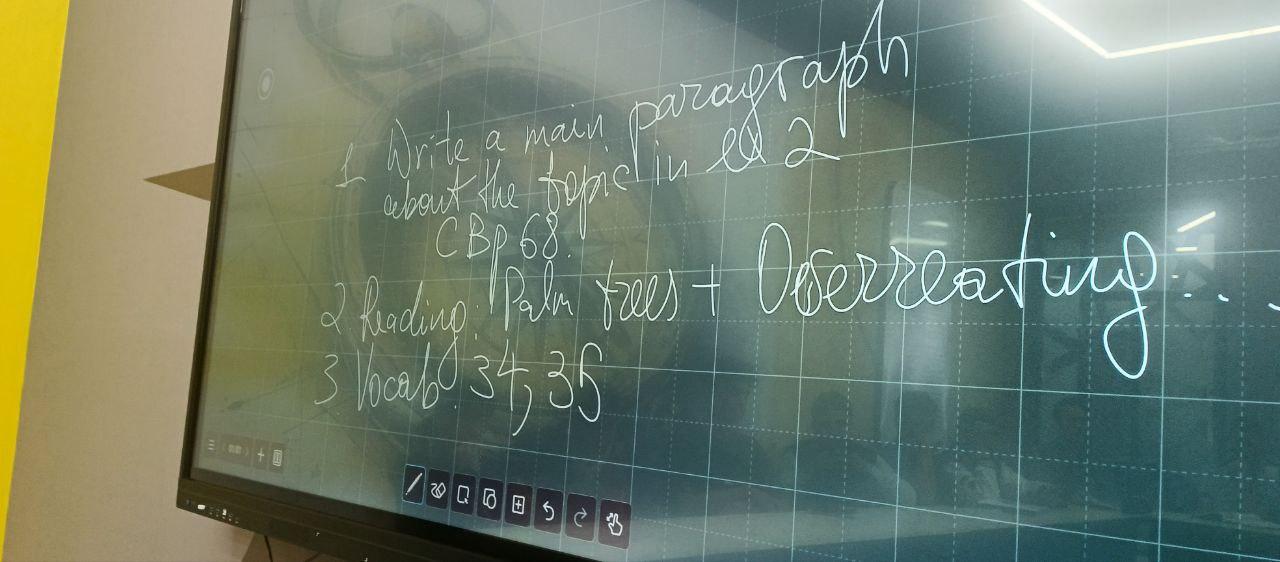 1 Write a main paragraph
about the topic in ex 2
CB p 68.
2 Reading: Palm trees + Overreating...
3 Vocab. 34, 35